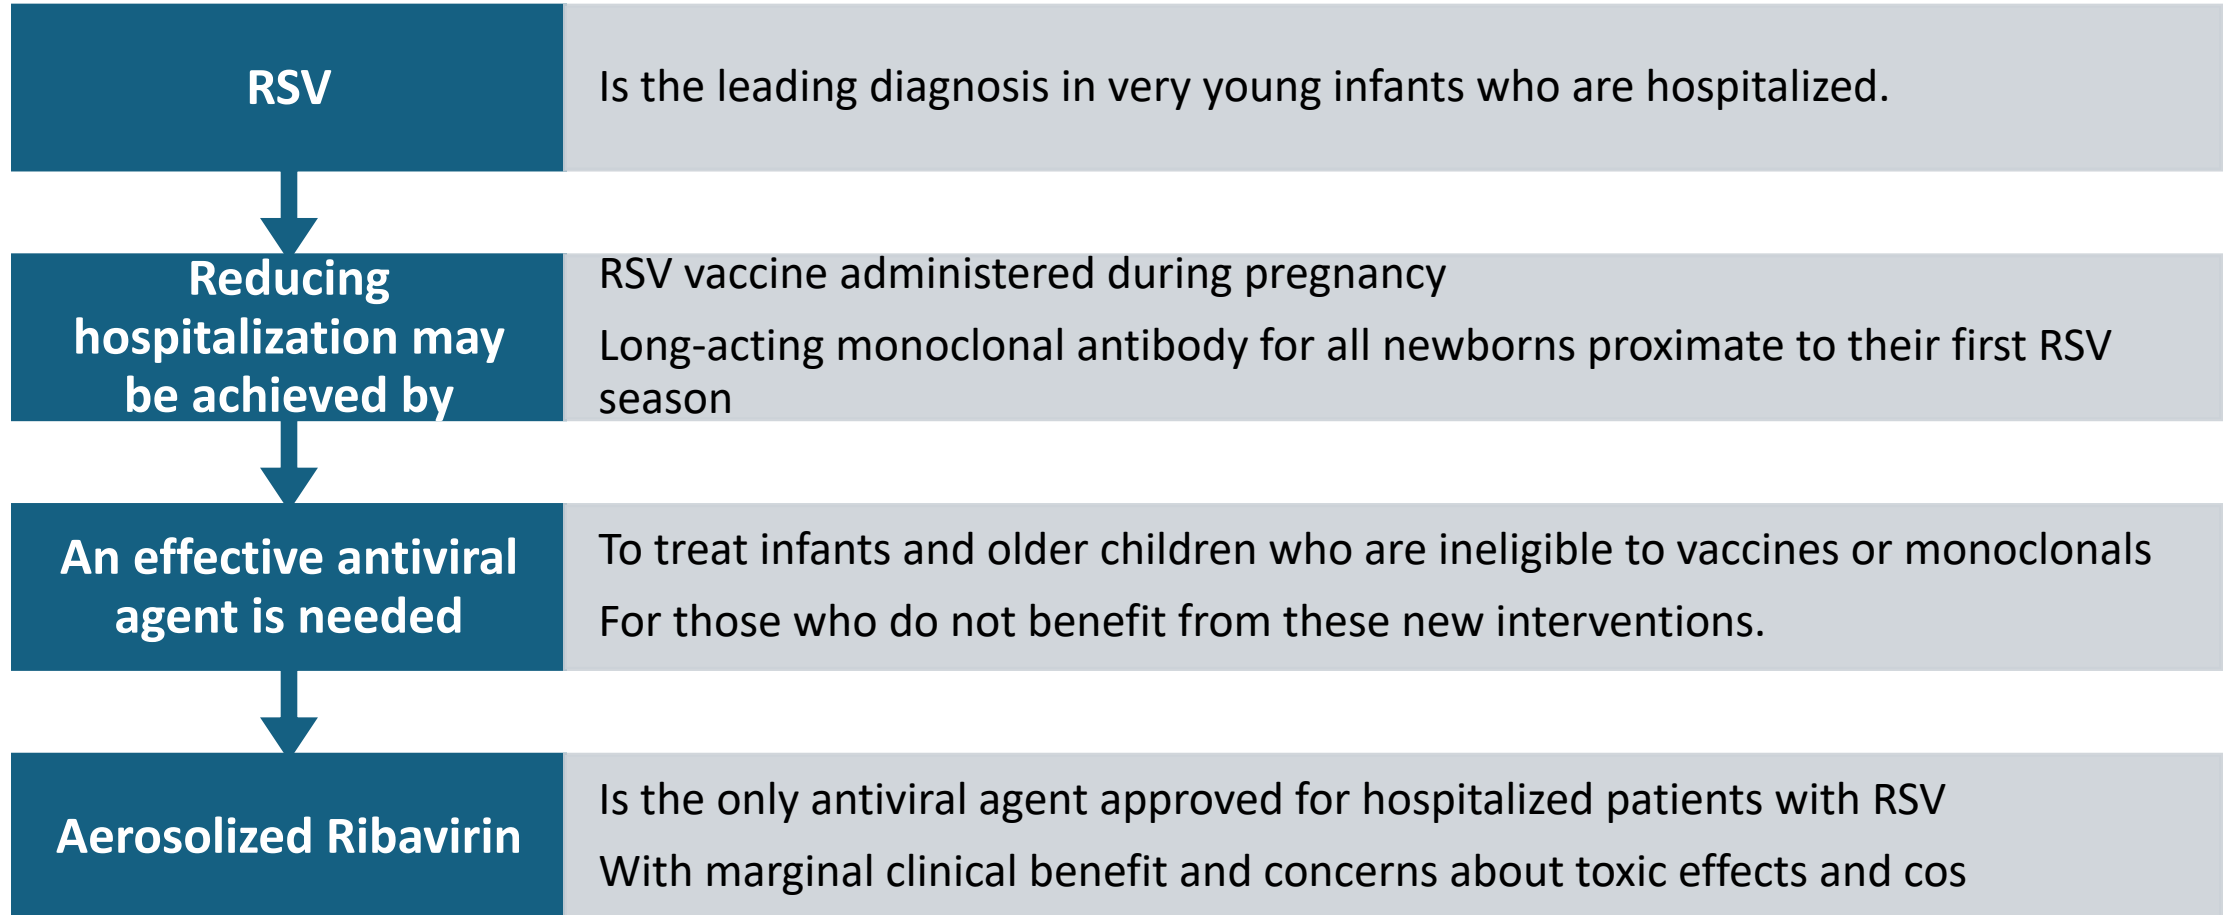 RSV
Is the leading diagnosis in very young infants who are hospitalized.
Reducing
hospitalization may
be achieved by
RSV vaccine administered during pregnancy
Long-acting monoclonal antibody for all newborns proximate to their first RSV
season
An effective antiviral
agent is needed
To treat infants and older children who are ineligible to vaccines or monoclonals
For those who do not benefit from these new interventions.
Aerosolized Ribavirin
Is the only antiviral agent approved for hospitalized patients with RSV
With marginal clinical benefit and concerns about toxic effects and cos